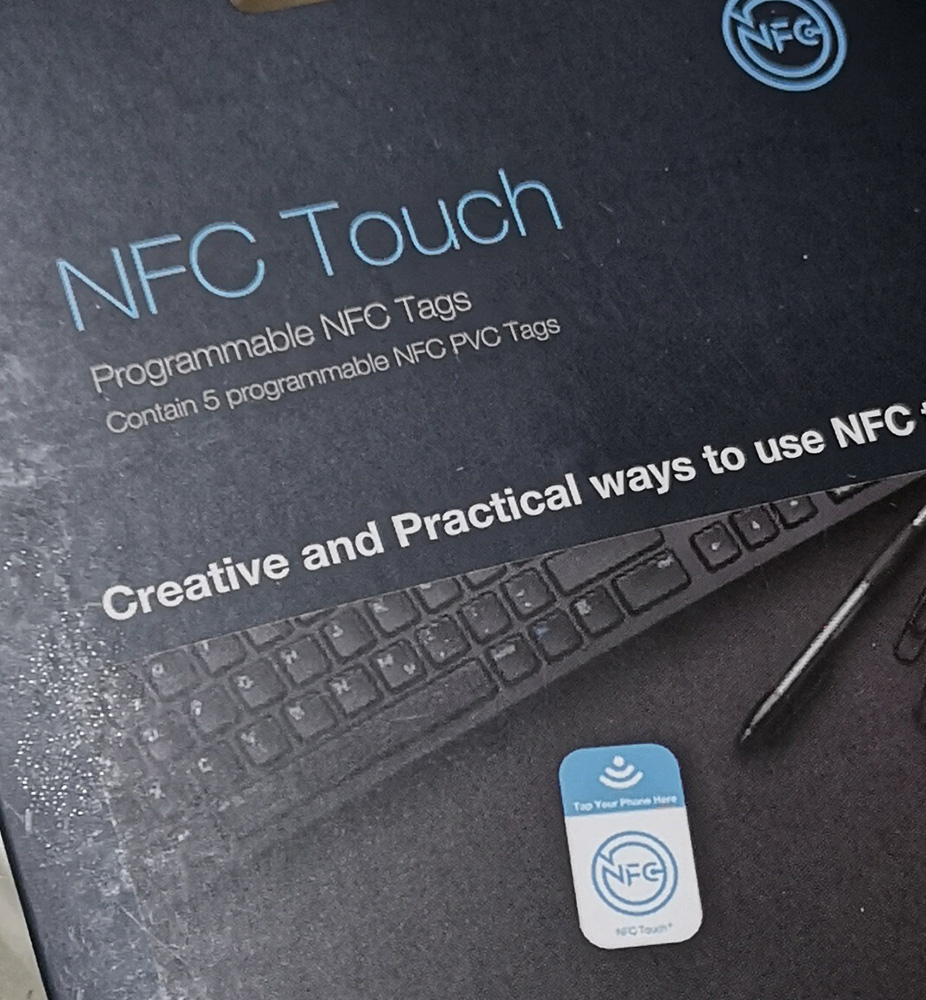 NFC
NFC Touch
Programmable NFC Tags
Contain 5 programmable NFC PVC Tags
Creative and Practical ways to use NFC
Tap Your Phone Here
NFC
NFC Touch